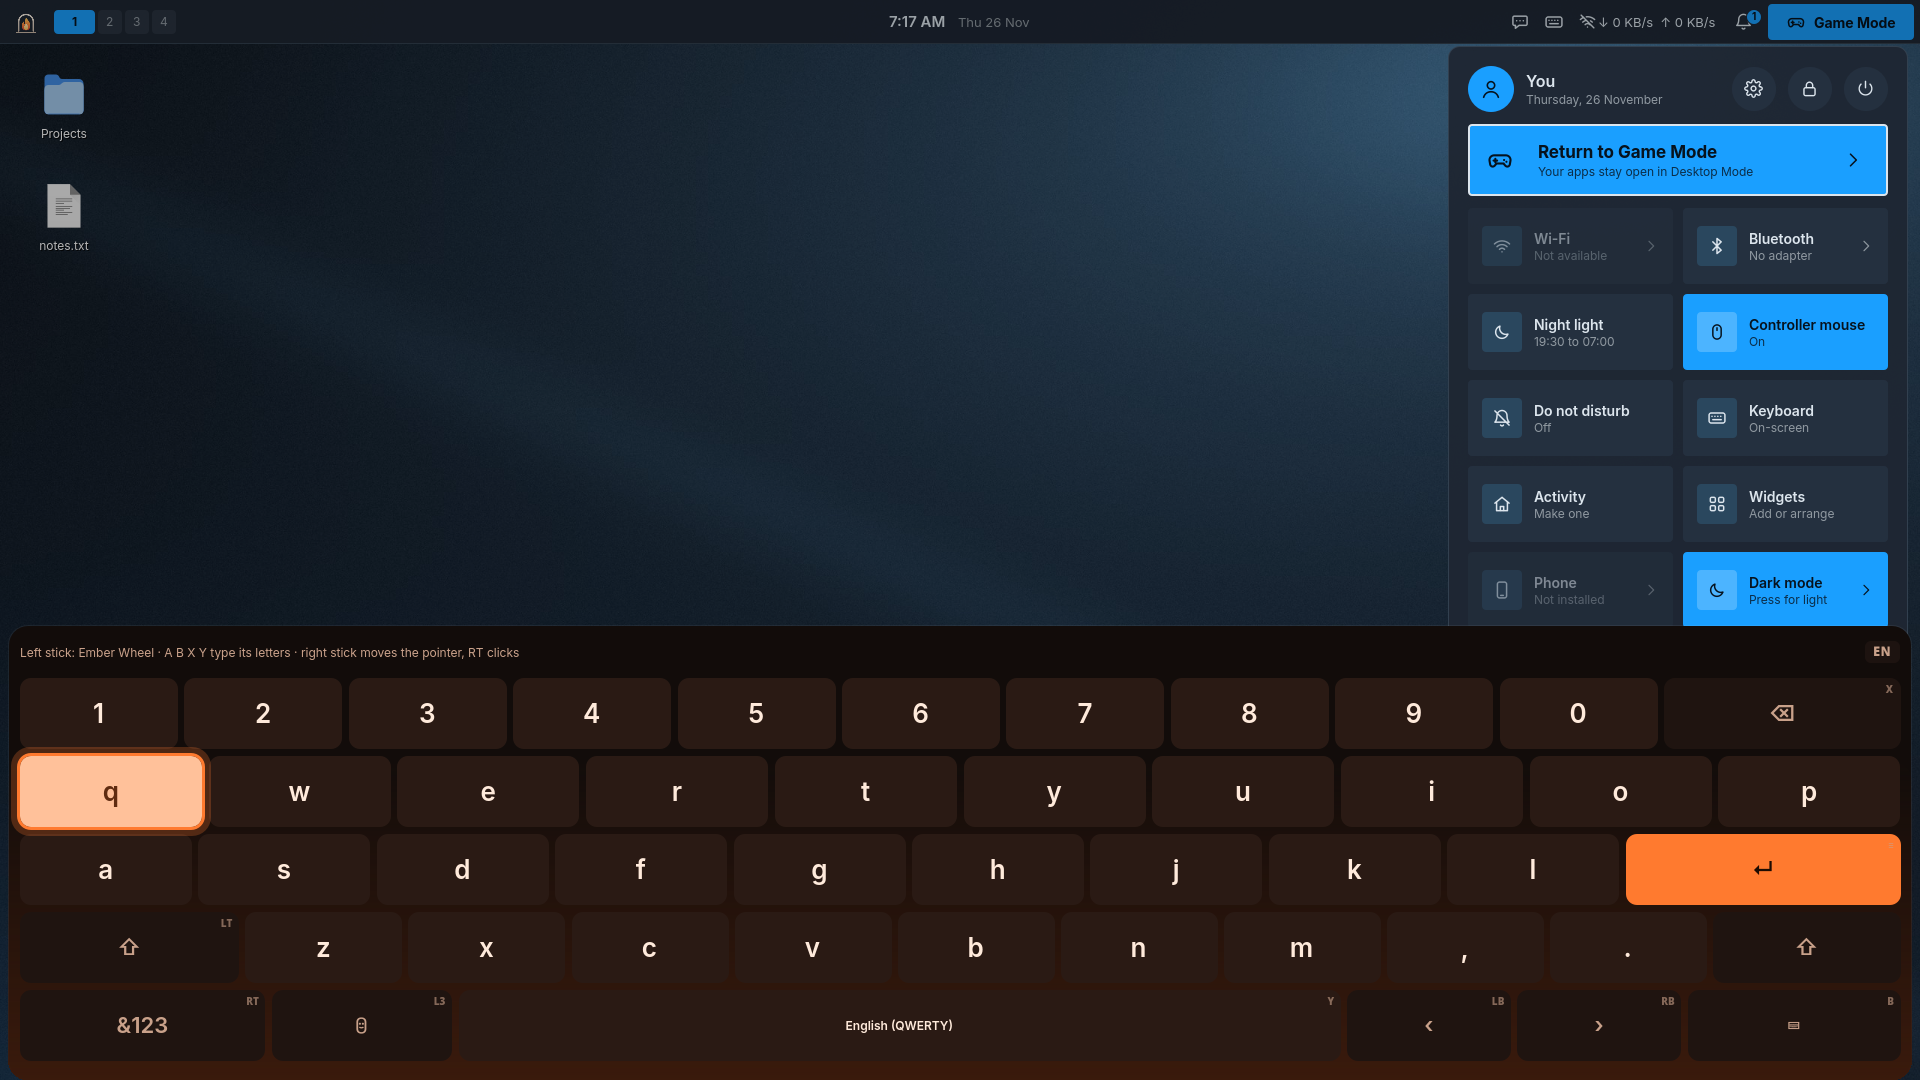 1 2 3 4
7:17 AM Thu 26 Nov
0 KB/s 0 KB/s
1
Game Mode
Projects
notes.txt
You
Thursday, 26 November
Return to Game Mode
Your apps stay open in Desktop Mode
Wi-Fi
Not available
Bluetooth
No adapter
Night light
19:30 to 07:00
Controller mouse
On
Do not disturb
Off
Keyboard
On-screen
Activity
Make one
Widgets
Add or arrange
Phone
Not installed
Dark mode
Press for light
Left stick: Ember Wheel · A B X Y type its letters · right stick moves the pointer, RT clicks
EN
1 2 3 4 5 6 7 8 9 0 X
q w e r t y u i o p
a s d f g h j k l
LT z x c v b n m , .
&123 RT L3 English (QWERTY) Y ‹ LB › RB B